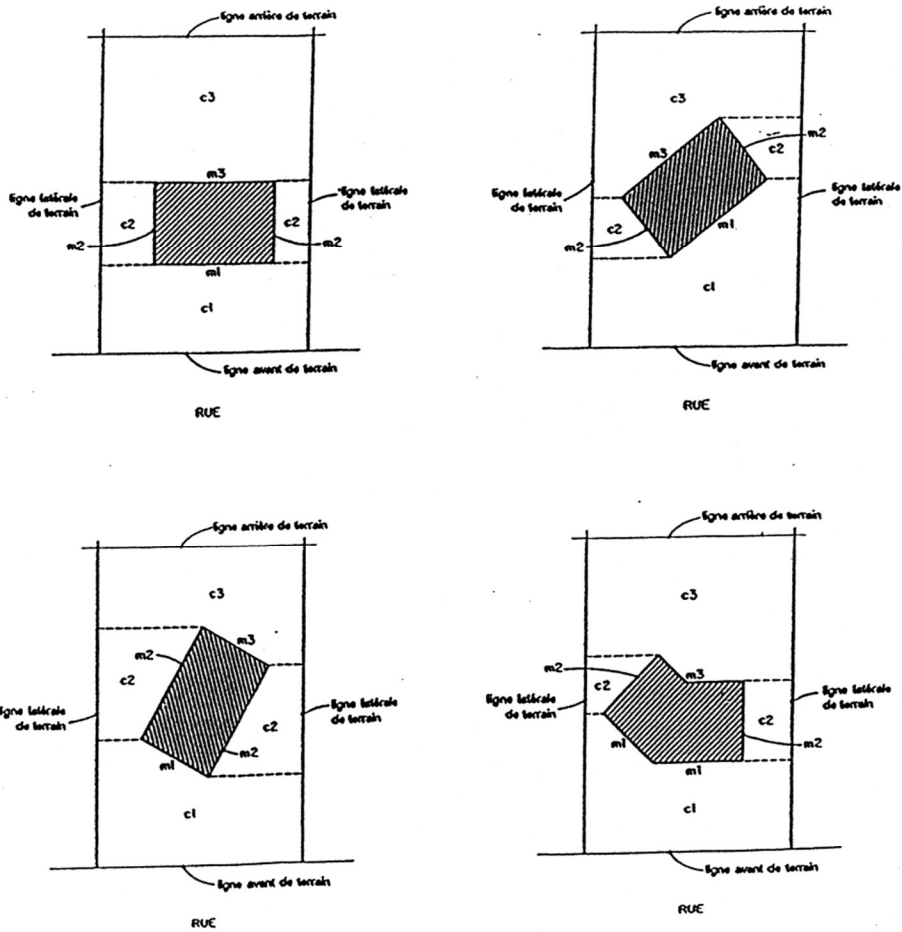 ligne arrière de terrain
c3
m3
ligne latérale
de terrain
ligne latérale
de terrain
c2
c2
m2
m2
m1
c1
ligne avant de terrain
RUE
ligne arrière de terrain
c3
m2
m3
c2
ligne latérale
de terrain
ligne latérale
de terrain
c2
m1
m2
c1
ligne avant de terrain
RUE
ligne arrière de terrain
c3
m3
m2
c2
ligne latérale
de terrain
ligne latérale
de terrain
c2
m2
m1
c1
ligne avant de terrain
RUE
ligne arrière de terrain
c3
m2
m3
c2
ligne latérale
de terrain
ligne latérale
de terrain
c2
m1
m2
m1
c1
ligne avant de terrain
RUE